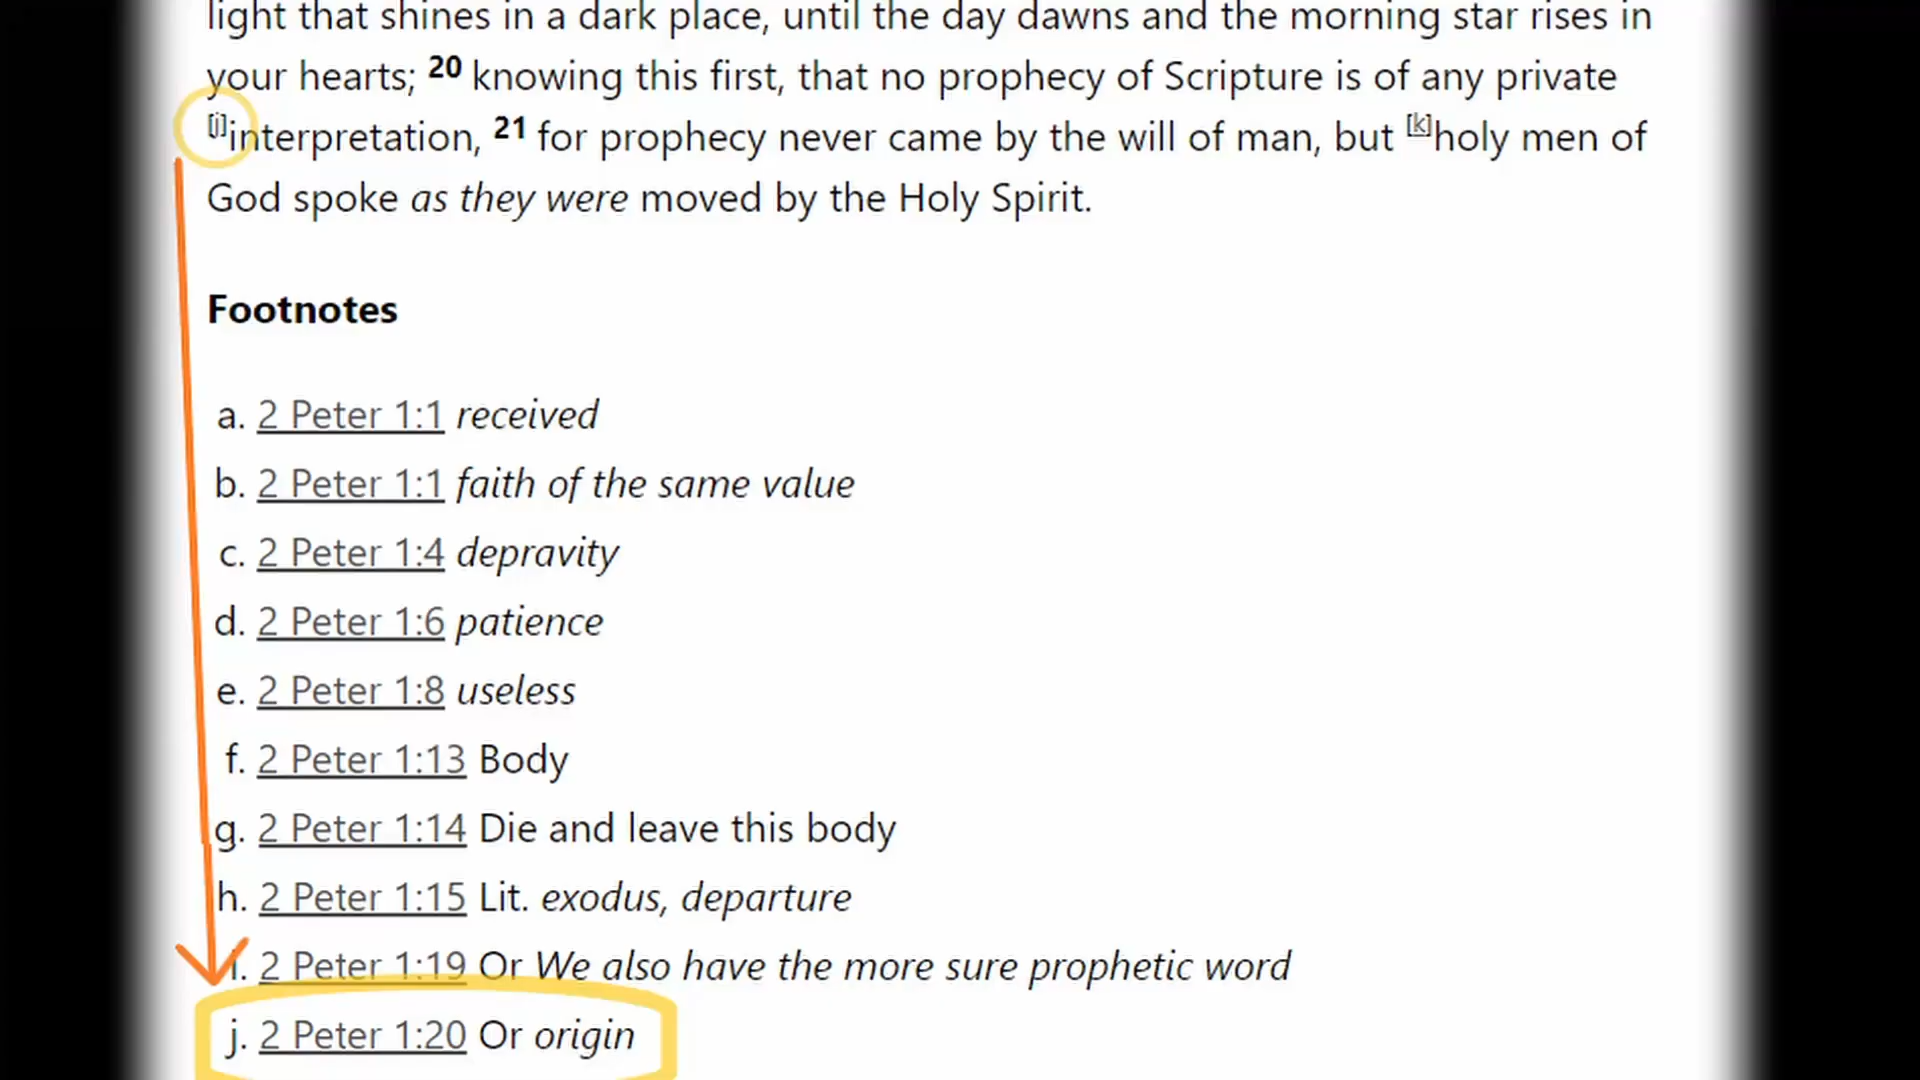 light that shines in a dark place, until the day dawns and the morning star rises in
your hearts; 20 knowing this first, that no prophecy of Scripture is of any private
[j]interpretation, 21 for prophecy never came by the will of man, but [k]holy men of
God spoke as they were moved by the Holy Spirit.
Footnotes
a. 2 Peter 1:1 received
b. 2 Peter 1:1 faith of the same value
c. 2 Peter 1:4 depravity
d. 2 Peter 1:6 patience
e. 2 Peter 1:8 useless
f. 2 Peter 1:13 Body
g. 2 Peter 1:14 Die and leave this body
h. 2 Peter 1:15 Lit. exodus, departure
i. 2 Peter 1:19 Or We also have the more sure prophetic word
j. 2 Peter 1:20 Or origin